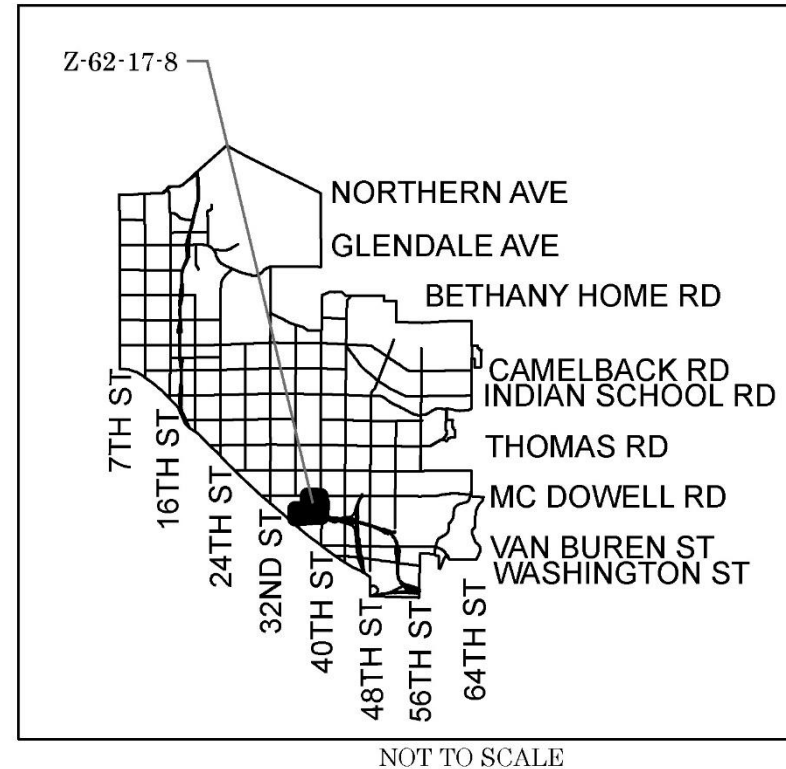 Z-62-17-8
NORTHERN AVE
GLENDALE AVE
BETHANY HOME RD
CAMELBACK RD
INDIAN SCHOOL RD
THOMAS RD
MC DOWELL RD
VAN BUREN ST
WASHINGTON ST
7TH ST
16TH ST
24TH ST
32ND ST
40TH ST
48TH ST
56TH ST
64TH ST
NOT TO SCALE